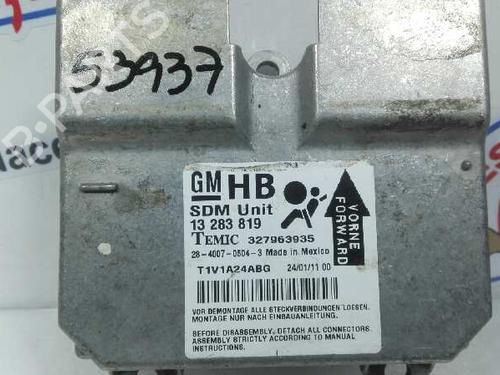 53937
GM HB
SDM Unit
13 283 819
TEMIC 327963935
28-4007-0804-3 Made in Mexico
T1V1A24ABG 24/01/11 00
VORNE
FORWARD
VOR DEMONTAGE ALLE STECKVERBINDUNGEN LOESEN.
MONTAGE NUR NACH EINBAUANLEITUNG.
BEFORE DISASSEMBLY, DETACH ALL CONNECTORS.
ASSEMBLY STRICTLY ACCORDING TO MANUAL
INSTRUCTIONS.